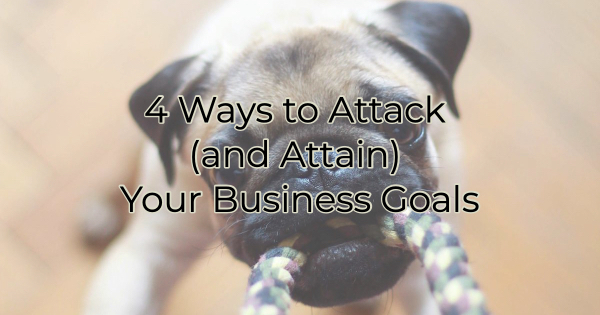 4 Ways to Attack
(and Attain)
Your Business Goals